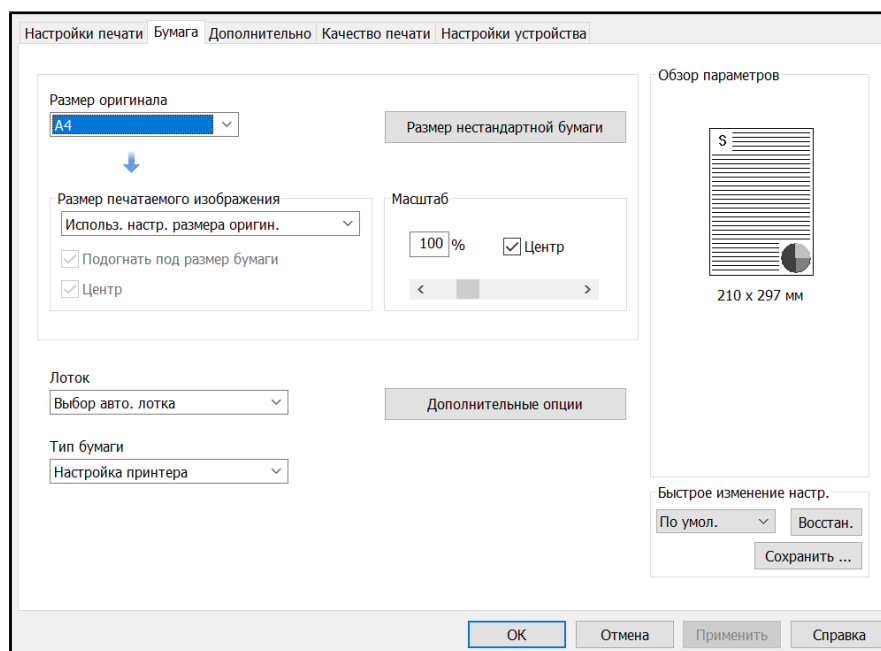 Настройки печати Бумага Дополнительно Качество печати Настройки устройства
Размер оригинала
A4
Размер нестандартной бумаги
Размер печатаемого изображения
Использ. настр. размера оригин.
Подогнать под размер бумаги
Центр
Масштаб
100 %
Центр
Лоток
Выбор авто. лотка
Дополнительные опции
Тип бумаги
Настройка принтера
Обзор параметров
S
210 x 297 мм
Быстрое изменение настр.
По умол.
Восстан.
Сохранить ...
ОК Отмена Применить Справка